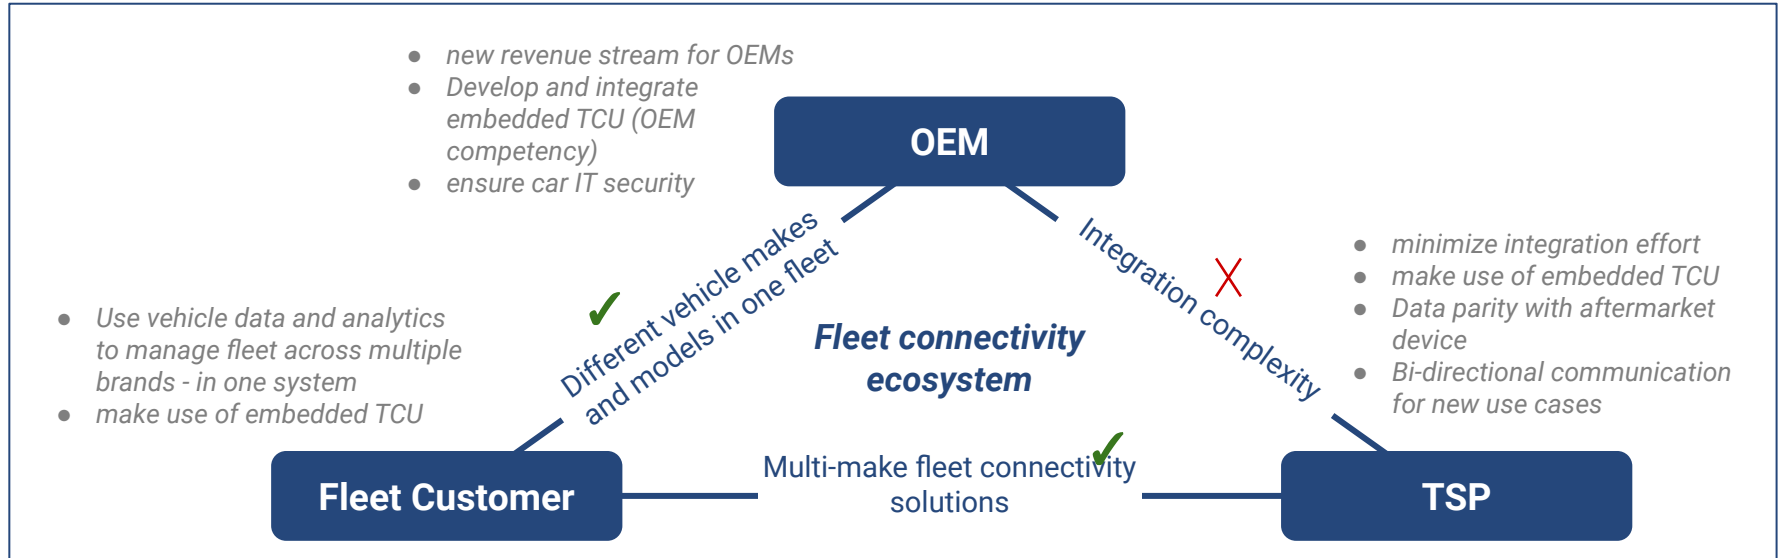 ● new revenue stream for OEMs
● Develop and integrate
embedded TCU (OEM
competency)
● ensure car IT security
OEM
Different vehicle makes
and models in one fleet
Integration complexity
● minimize integration effort
● make use of embedded TCU
● Data parity with aftermarket
device
● Bi-directional communication
for new use cases
● Use vehicle data and analytics
to manage fleet across multiple
brands - in one system
● make use of embedded TCU
Fleet connectivity
ecosystem
Fleet Customer
Multi-make fleet connectivity
solutions
TSP